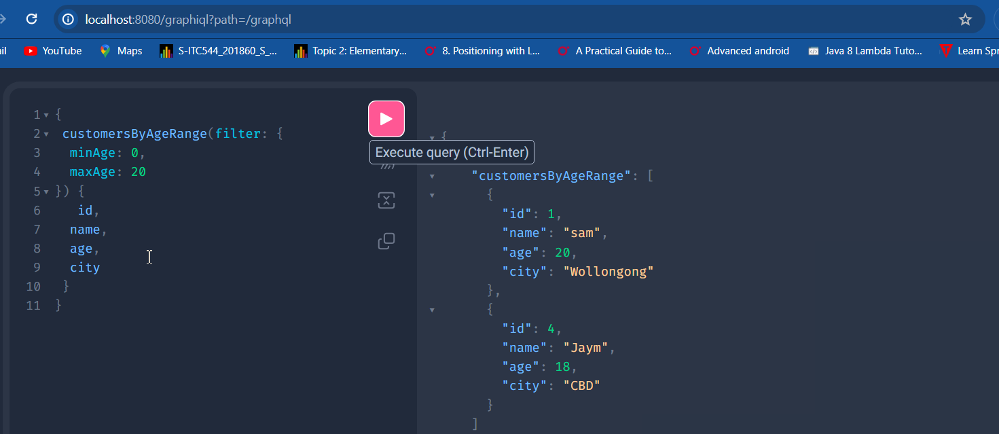 localhost:8080/graphiql?path=/graphql
il YouTube Maps S-ITC544_201860_S_... Topic 2: Elementary... 8. Positioning with L... A Practical Guide to... Advanced android Java 8 Lambda Tuto... Learn Spr
1 {
2 customersByAgeRange(filter: {
3 minAge: 0,
4 maxAge: 20
5 }) {
6 id,
7 name,
8 age,
9 city
10 }
11 }
Execute query (Ctrl-Enter)
{
"customersByAgeRange": [
{
"id": 1,
"name": "sam",
"age": 20,
"city": "Wollongong"
},
{
"id": 4,
"name": "Jaym",
"age": 18,
"city": "CBD"
}
]